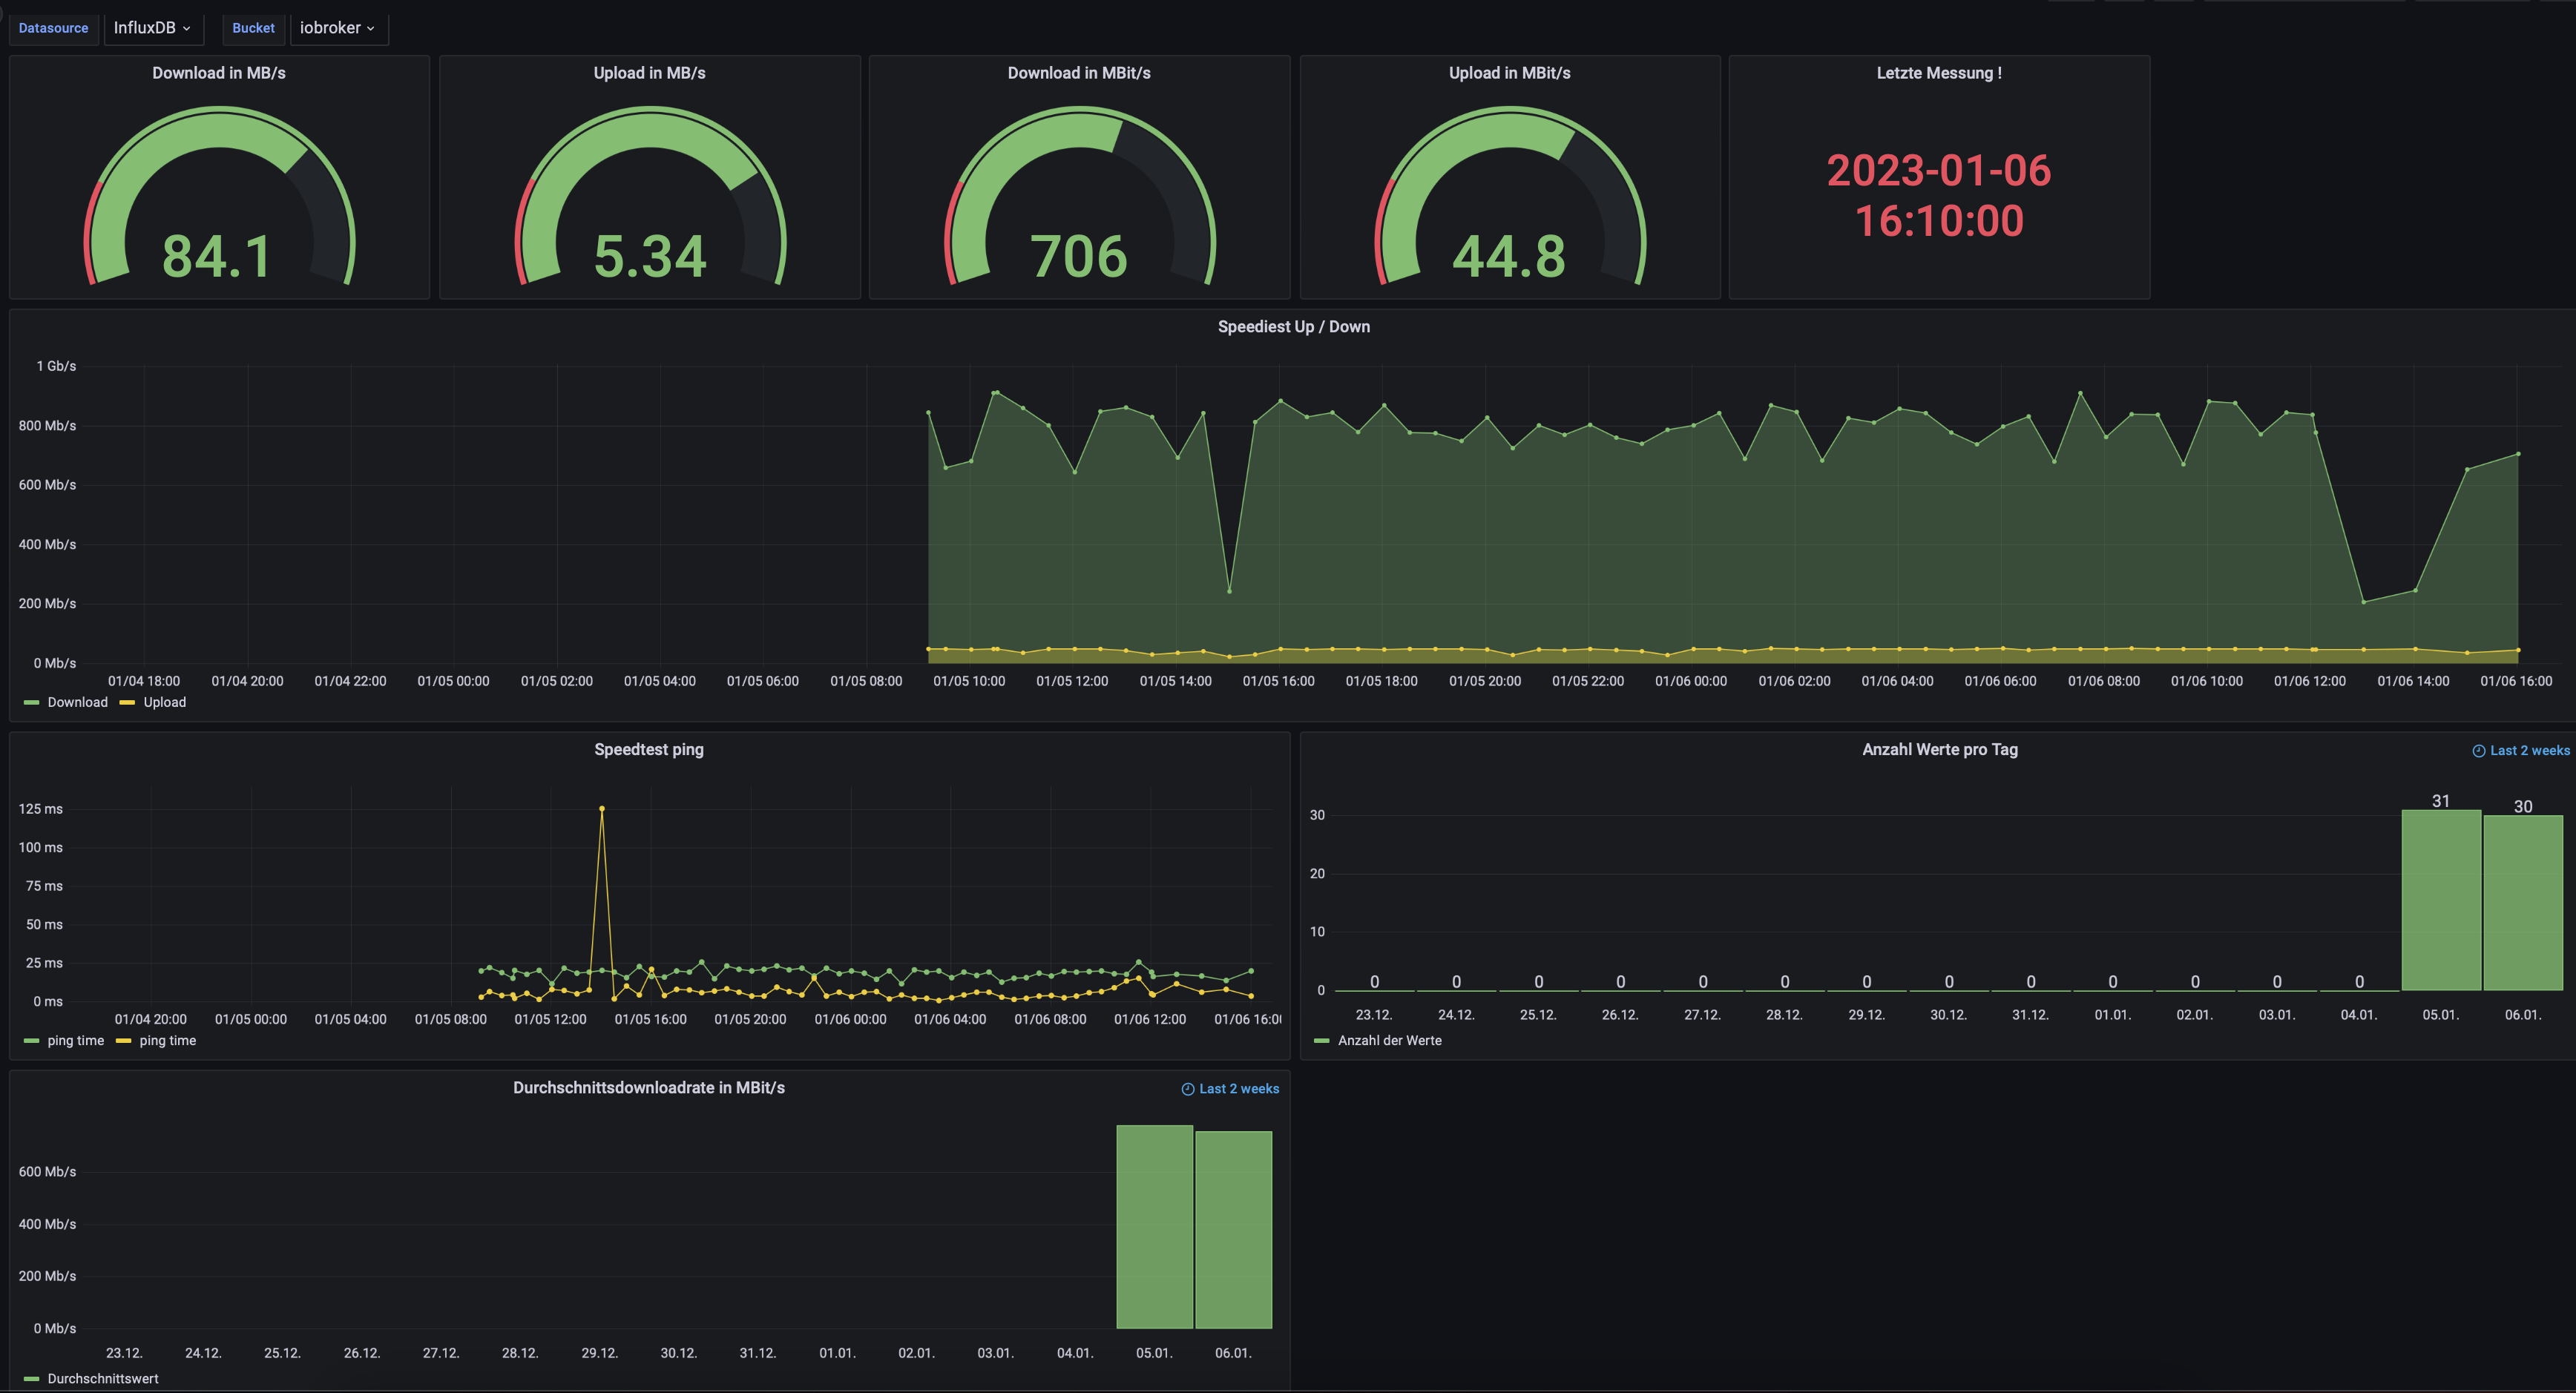 Datasource InfluxDB Bucket iobroker
Download in MB/s
84.1
Upload in MB/s
5.34
Download in MBit/s
706
Upload in MBit/s
44.8
Letzte Messung !
2023-01-06
16:10:00
Speediest Up / Down
1 Gb/s
800 Mb/s
600 Mb/s
400 Mb/s
200 Mb/s
0 Mb/s
01/04 18:00 01/04 20:00 01/04 22:00 01/05 00:00 01/05 02:00 01/05 04:00 01/05 06:00 01/05 08:00 01/05 10:00 01/05 12:00 01/05 14:00 01/05 16:00 01/05 18:00 01/05 20:00 01/05 22:00 01/06 00:00 01/06 02:00 01/06 04:00 01/06 06:00 01/06 08:00 01/06 10:00 01/06 12:00 01/06 14:00 01/06 16:00
Download Upload
Speedtest ping
125 ms
100 ms
75 ms
50 ms
25 ms
0 ms
01/04 20:00 01/05 00:00 01/05 04:00 01/05 08:00 01/05 12:00 01/05 16:00 01/05 20:00 01/06 00:00 01/06 04:00 01/06 08:00 01/06 12:00 01/06 16:00
ping time ping time
Anzahl Werte pro Tag
Last 2 weeks
30
20
10
0
0 0 0 0 0 0 0 0 0 0 0 0 0 31 30
23.12. 24.12. 25.12. 26.12. 27.12. 28.12. 29.12. 30.12. 31.12. 01.01. 02.01. 03.01. 04.01. 05.01. 06.01.
Anzahl der Werte
Durchschnittsdownloadrate in MBit/s
Last 2 weeks
600 Mb/s
400 Mb/s
200 Mb/s
0 Mb/s
23.12. 24.12. 25.12. 26.12. 27.12. 28.12. 29.12. 30.12. 31.12. 01.01. 02.01. 03.01. 04.01. 05.01. 06.01.
Durchschnittswert